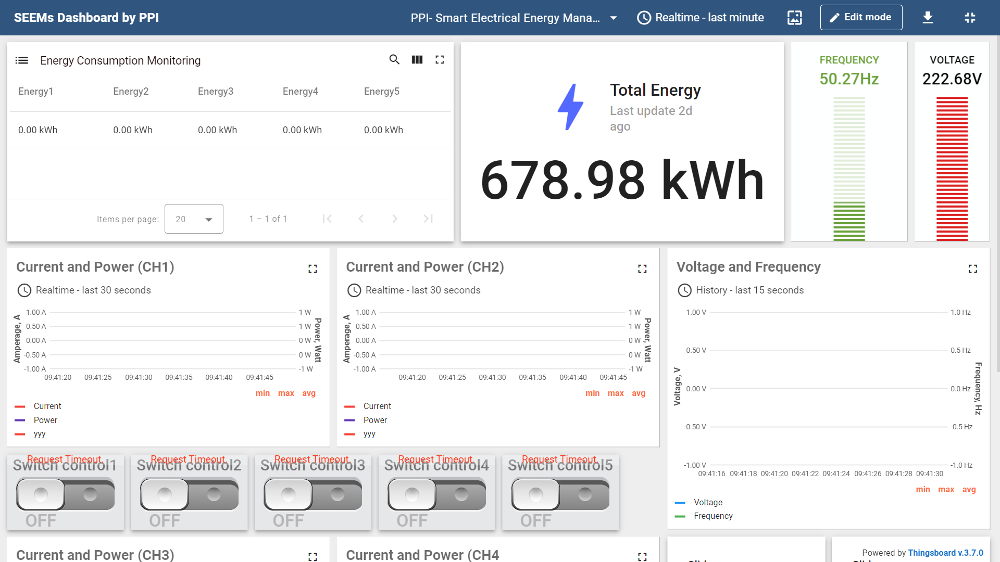 SEEMs Dashboard by PPI
PPI- Smart Electrical Energy Mana...
Realtime - last minute
Edit mode
Energy Consumption Monitoring
Energy1 Energy2 Energy3 Energy4 Energy5
0.00 kWh 0.00 kWh 0.00 kWh 0.00 kWh 0.00 kWh
Items per page: 20 1 – 1 of 1
Total Energy
Last update 2d
ago
678.98 kWh
FREQUENCY
50.27Hz
VOLTAGE
222.68V
Current and Power (CH1)
Realtime - last 30 seconds
Amperage, A
1.00 A 1 W
0.50 A 1 W
0.00 A 0 W
-0.50 A 0 W
-1.00 A -1 W
Power, Watt
09:41:20 09:41:25 09:41:30 09:41:35 09:41:40 09:41:45
min max avg
Current
Power
yyy
Current and Power (CH2)
Realtime - last 30 seconds
Amperage, A
1.00 A 1 W
0.50 A 1 W
0.00 A 0 W
-0.50 A 0 W
-1.00 A -1 W
Power, Watt
09:41:20 09:41:25 09:41:30 09:41:35 09:41:40 09:41:45
min max avg
Current
Power
yyy
Voltage and Frequency
History - last 15 seconds
Voltage, V
1.00 V 1.0 Hz
0.50 V 0.5 Hz
0.00 V 0.0 Hz
-0.50 V -0.5 Hz
-1.00 V -1.0 Hz
Frequency, Hz
09:41:16 09:41:18 09:41:20 09:41:22 09:41:24 09:41:26 09:41:28 09:41:30
min max avg
Voltage
Frequency
Request Timeout.
Switch control1
OFF
Request Timeout.
Switch control2
OFF
Request Timeout.
Switch control3
OFF
Request Timeout.
Switch control4
OFF
Request Timeout.
Switch control5
OFF
Current and Power (CH3)
Current and Power (CH4
Powered by Thingsboard v.3.7.0